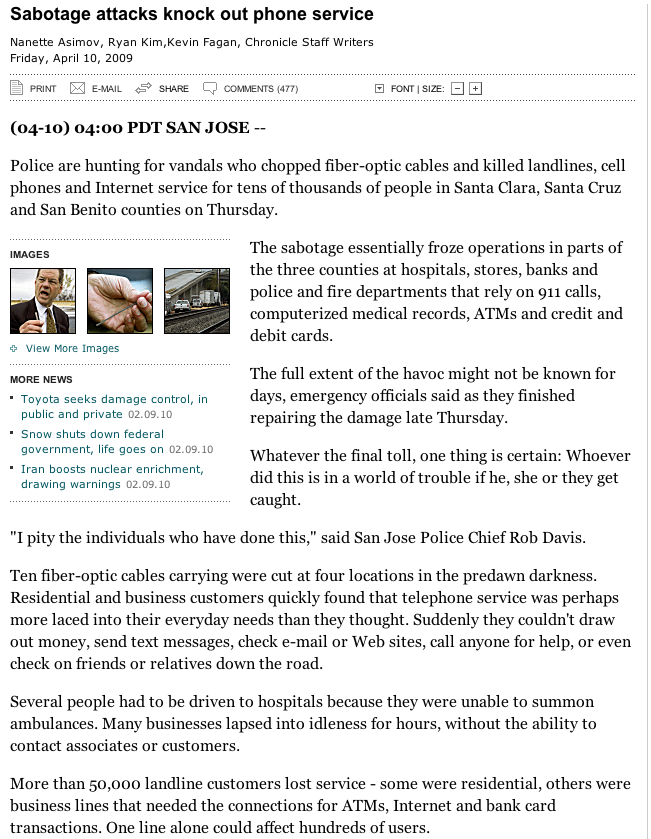 Sabotage attacks knock out phone service
Nanette Asimov, Ryan Kim,Kevin Fagan, Chronicle Staff Writers
Friday, April 10, 2009
PRINT E-MAIL SHARE COMMENTS (477) FONT | SIZE:
(04-10) 04:00 PDT SAN JOSE --
Police are hunting for vandals who chopped fiber-optic cables and killed landlines, cell
phones and Internet service for tens of thousands of people in Santa Clara, Santa Cruz
and San Benito counties on Thursday.
IMAGES
View More Images
MORE NEWS
Toyota seeks damage control, in
public and private 02.09.10
Snow shuts down federal
government, life goes on 02.09.10
Iran boosts nuclear enrichment,
drawing warnings 02.09.10
The sabotage essentially froze operations in parts of
the three counties at hospitals, stores, banks and
police and fire departments that rely on 911 calls,
computerized medical records, ATMs and credit and
debit cards.
The full extent of the havoc might not be known for
days, emergency officials said as they finished
repairing the damage late Thursday.
Whatever the final toll, one thing is certain: Whoever
did this is in a world of trouble if he, she or they get
caught.
"I pity the individuals who have done this," said San Jose Police Chief Rob Davis.
Ten fiber-optic cables carrying were cut at four locations in the predawn darkness.
Residential and business customers quickly found that telephone service was perhaps
more laced into their everyday needs than they thought. Suddenly they couldn't draw
out money, send text messages, check e-mail or Web sites, call anyone for help, or even
check on friends or relatives down the road.
Several people had to be driven to hospitals because they were unable to summon
ambulances. Many businesses lapsed into idleness for hours, without the ability to
contact associates or customers.
More than 50,000 landline customers lost service - some were residential, others were
business lines that needed the connections for ATMs, Internet and bank card
transactions. One line alone could affect hundreds of users.